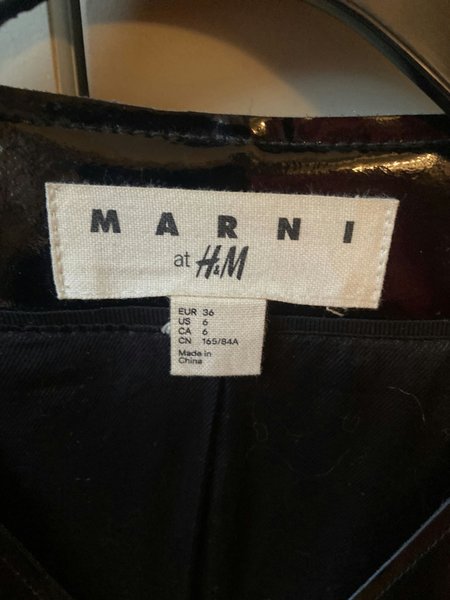 MARNI
at H&M
EUR 36
US 6
CA 6
CN 165/84A
Made in
China